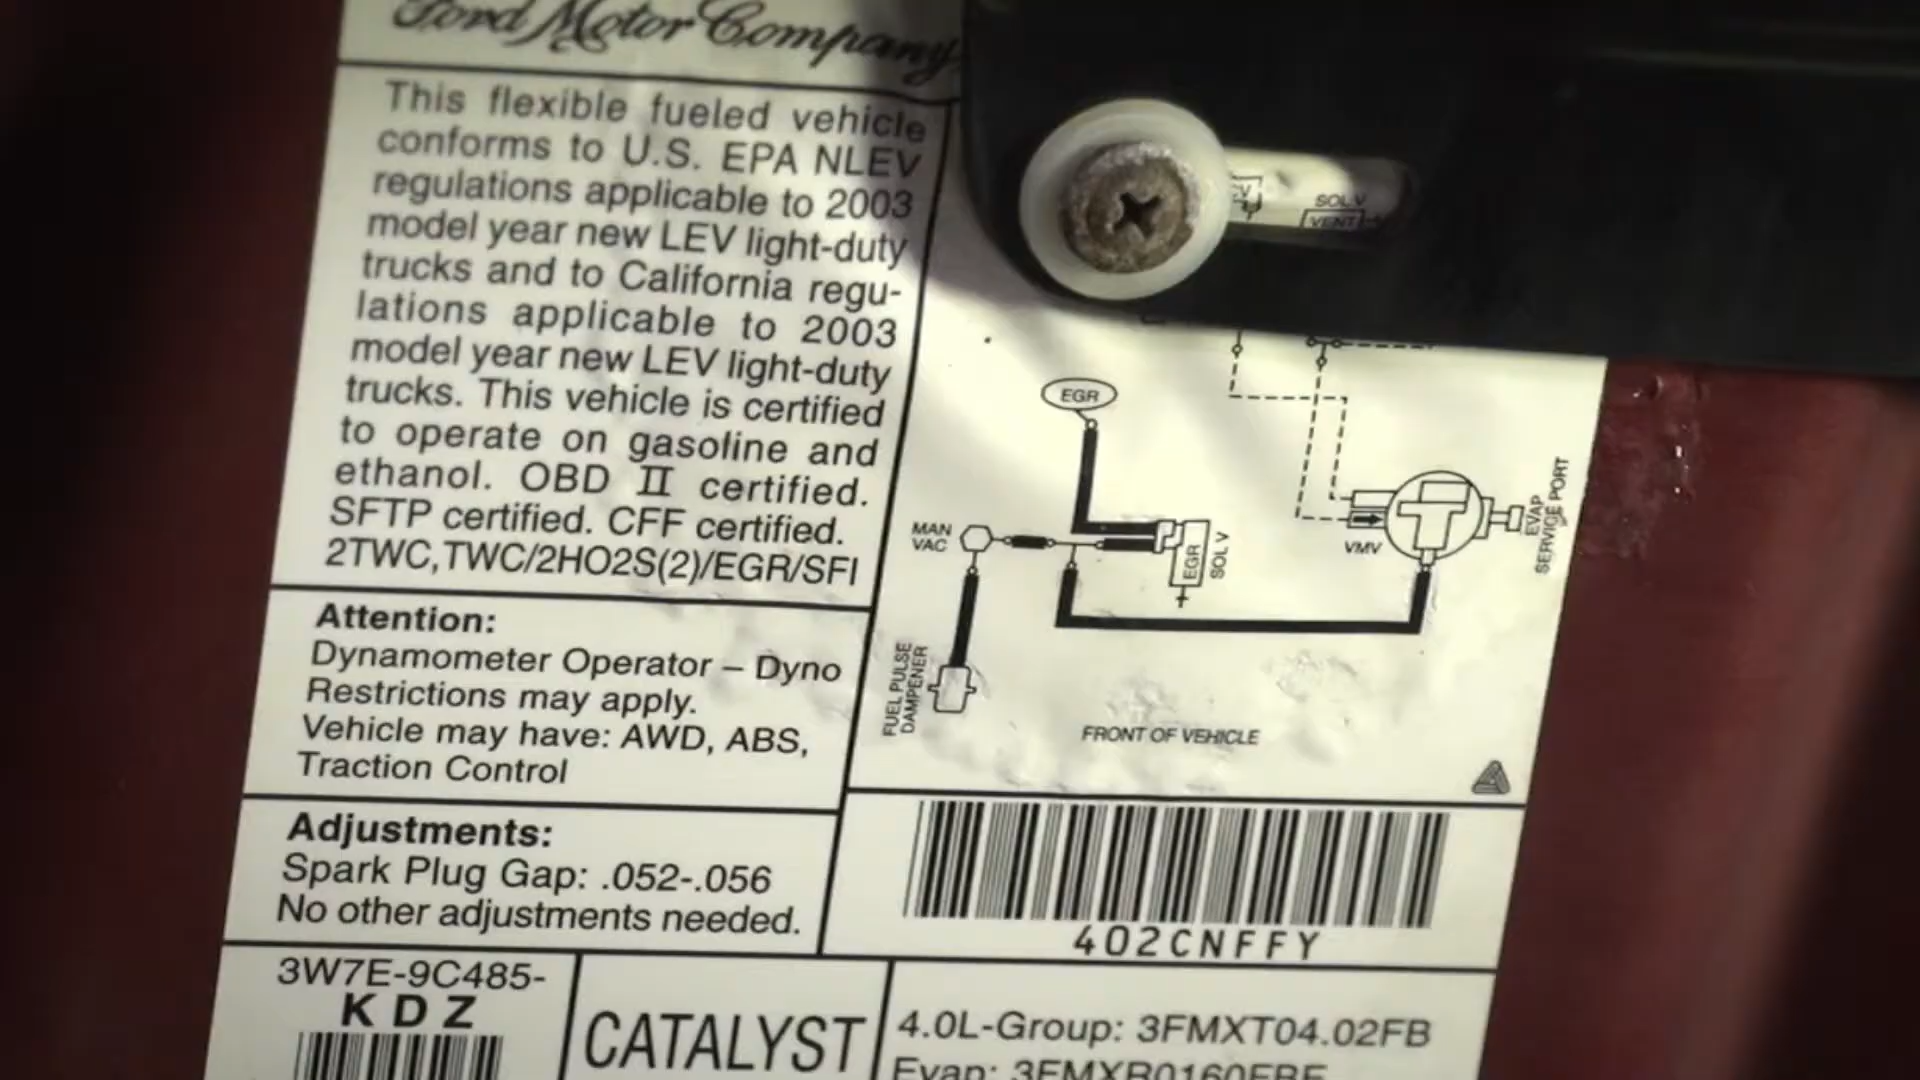 Ford Motor Company
This flexible fueled vehicle
conforms to U.S. EPA NLEV
regulations applicable to 2003
model year new LEV light-duty
trucks and to California regu-
lations applicable to 2003
model year new LEV light-duty
trucks. This vehicle is certified
to operate on gasoline and
ethanol. OBD II certified.
SFTP certified. CFF certified.
2TWC,TWC/2HO2S(2)/EGR/SFI
Attention:
Dynamometer Operator – Dyno
Restrictions may apply.
Vehicle may have: AWD, ABS,
Traction Control
Adjustments:
Spark Plug Gap: .052-.056
No other adjustments needed.
3W7E-9C485-
KDZ
CATALYST
SOL V
VENT
EGR
MAN
VAC
EGR
SOL V
VMV
EVAP
SERVICE PORT
FUEL PULSE
DAMPENER
FRONT OF VEHICLE
402CNFFY
4.0L-Group: 3FMXT04.02FB
Evap: